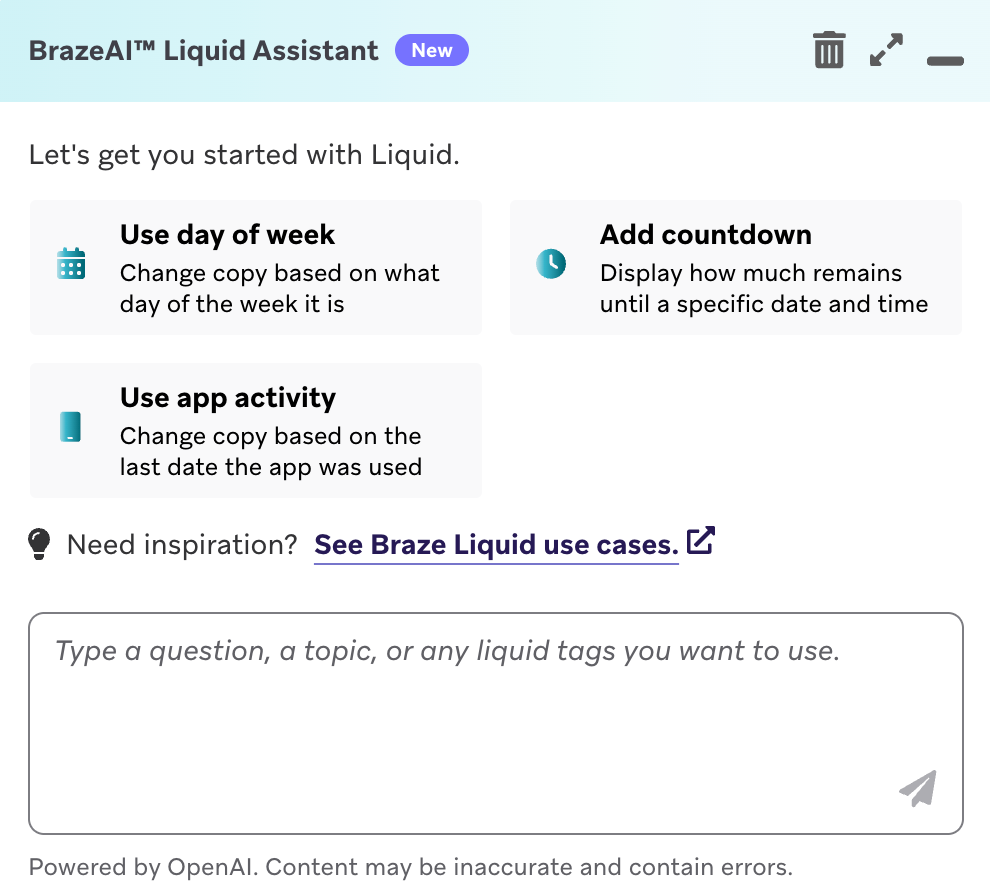 BrazeAI™ Liquid Assistant New
Let's get you started with Liquid.
Use day of week
Change copy based on what
day of the week it is
Add countdown
Display how much remains
until a specific date and time
Use app activity
Change copy based on the
last date the app was used
Need inspiration? See Braze Liquid use cases.
Type a question, a topic, or any liquid tags you want to use.
Powered by OpenAI. Content may be inaccurate and contain errors.